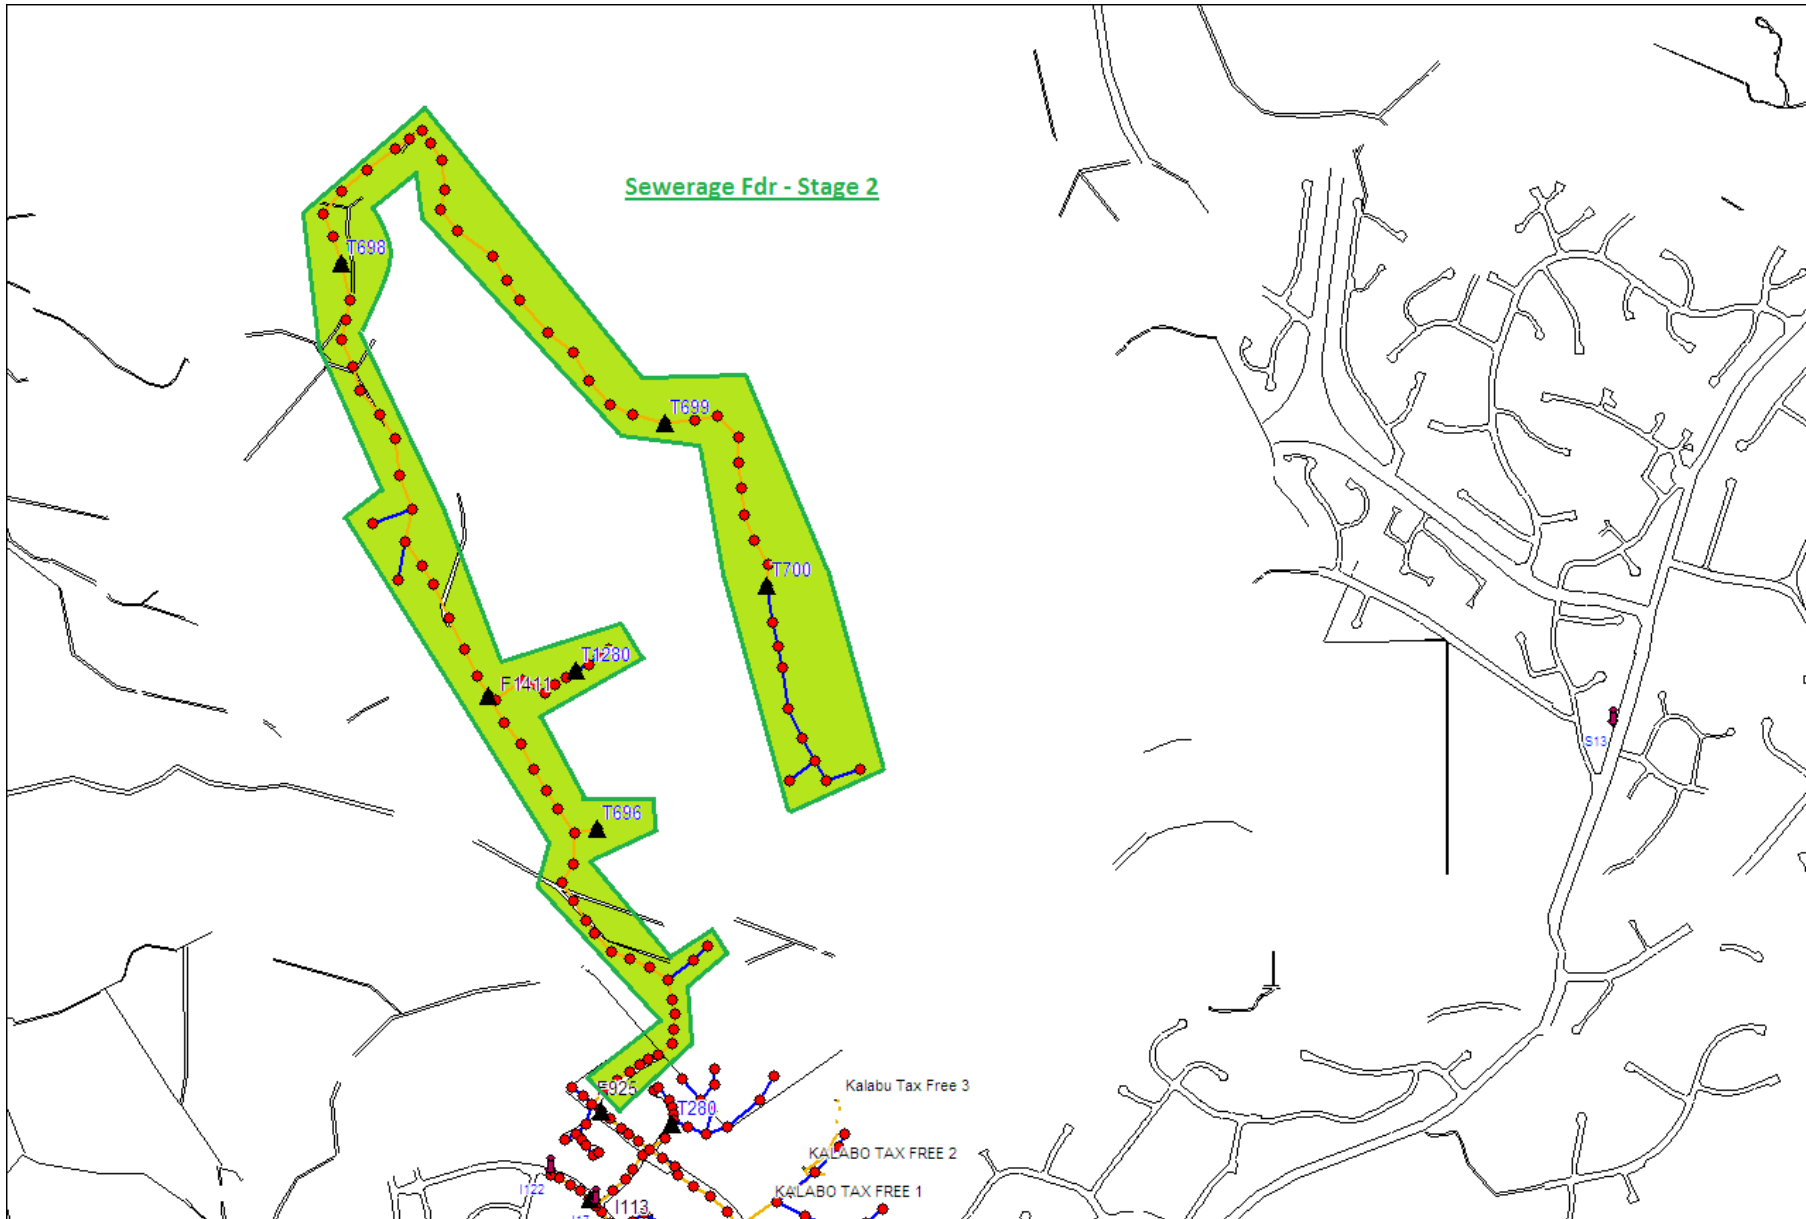 Sewerage Fdr - Stage 2
T698
T699
T700
T1280
F1411
T696
S13
F925
Kalabu Tax Free 3
T280
KALABO TAX FREE 2
I122
KALABO TAX FREE 1
I113